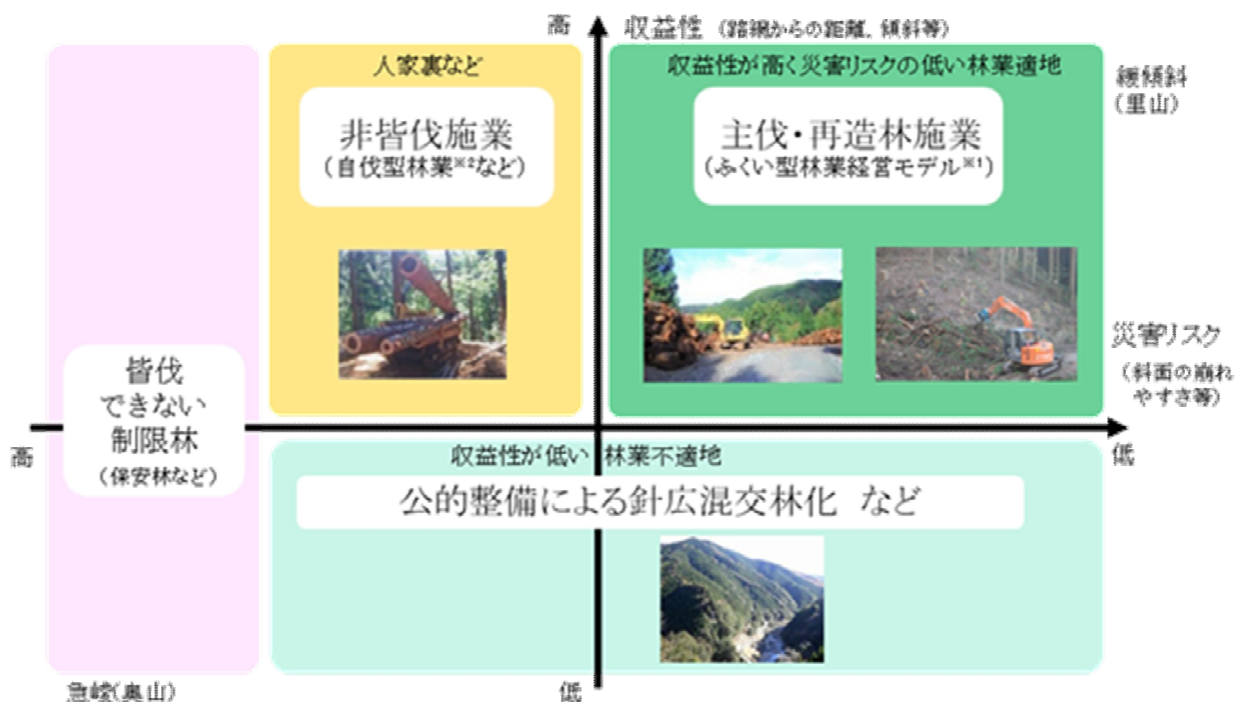 高
収益性 (路網からの距離、傾斜等)
人家裏など
非皆伐施業
(自伐型林業※2など)
収益性が高く災害リスクの低い林業適地
主伐・再造林施業
(ふくい型林業経営モデル※1)
緩傾斜
(里山)
災害リスク
(斜面の崩れ
やすさ等)
皆伐
できない
制限林
(保安林など)
高
低
収益性が低い 林業不適地
公的整備による針広混交林化 など
急峻(奥山)
低